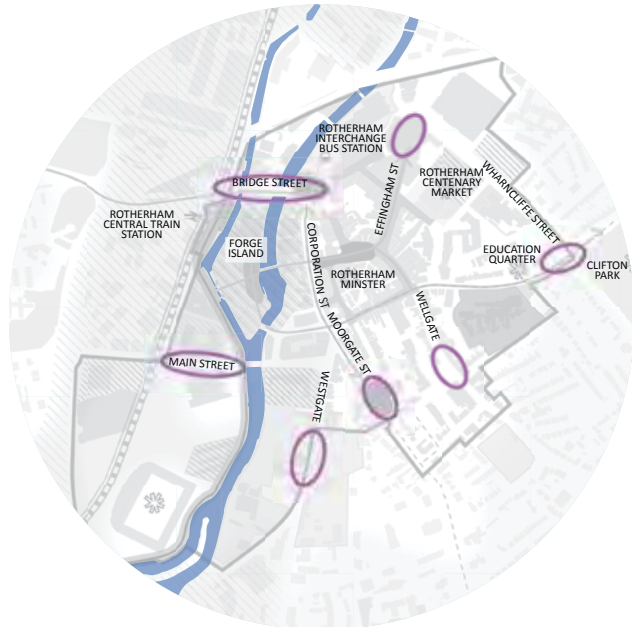 ROTHERHAM
INTERCHANGE
BUS STATION
BRIDGE STREET
EFFINGHAM ST
ROTHERHAM
CENTENARY
MARKET
WHARNCLIFFE STREET
ROTHERHAM
CENTRAL TRAIN
STATION
FORGE
ISLAND
CORPORATION ST
EDUCATION
QUARTER
CLIFTON
PARK
ROTHERHAM
MINSTER
WELLGATE
MOORGATE ST
MAIN STREET
WESTGATE